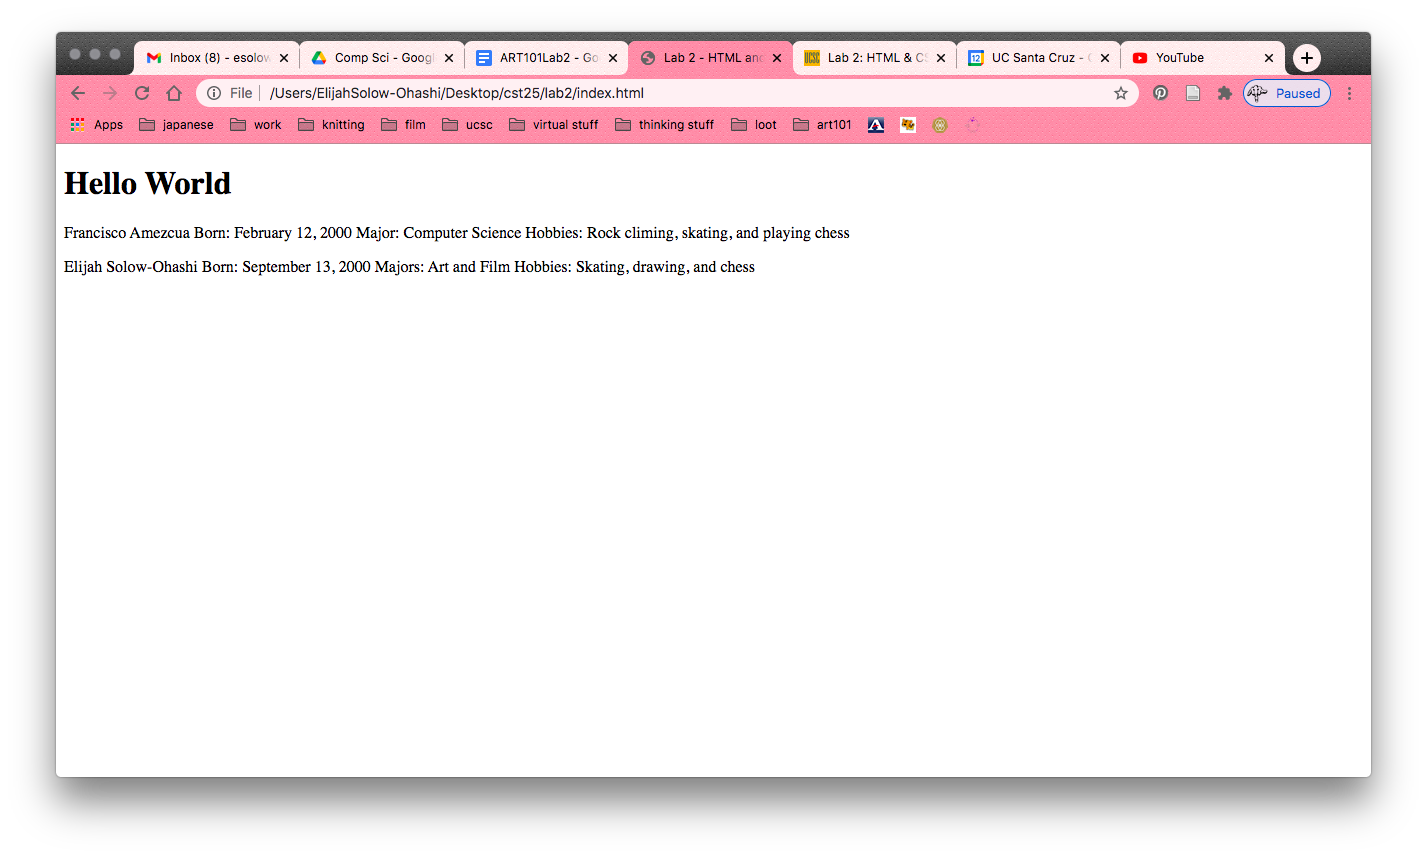 Inbox (8) - esolow
Comp Sci - Googl
ART101Lab2 - Go
Lab 2 - HTML an
Lab 2: HTML & CS
UC Santa Cruz -
YouTube
File | /Users/ElijahSolow-Ohashi/Desktop/cst25/lab2/index.html
Paused
Apps japanese work knitting film ucsc virtual stuff thinking stuff loot art101
Hello World
Francisco Amezcua Born: February 12, 2000 Major: Computer Science Hobbies: Rock climing, skating, and playing chess
Elijah Solow-Ohashi Born: September 13, 2000 Majors: Art and Film Hobbies: Skating, drawing, and chess